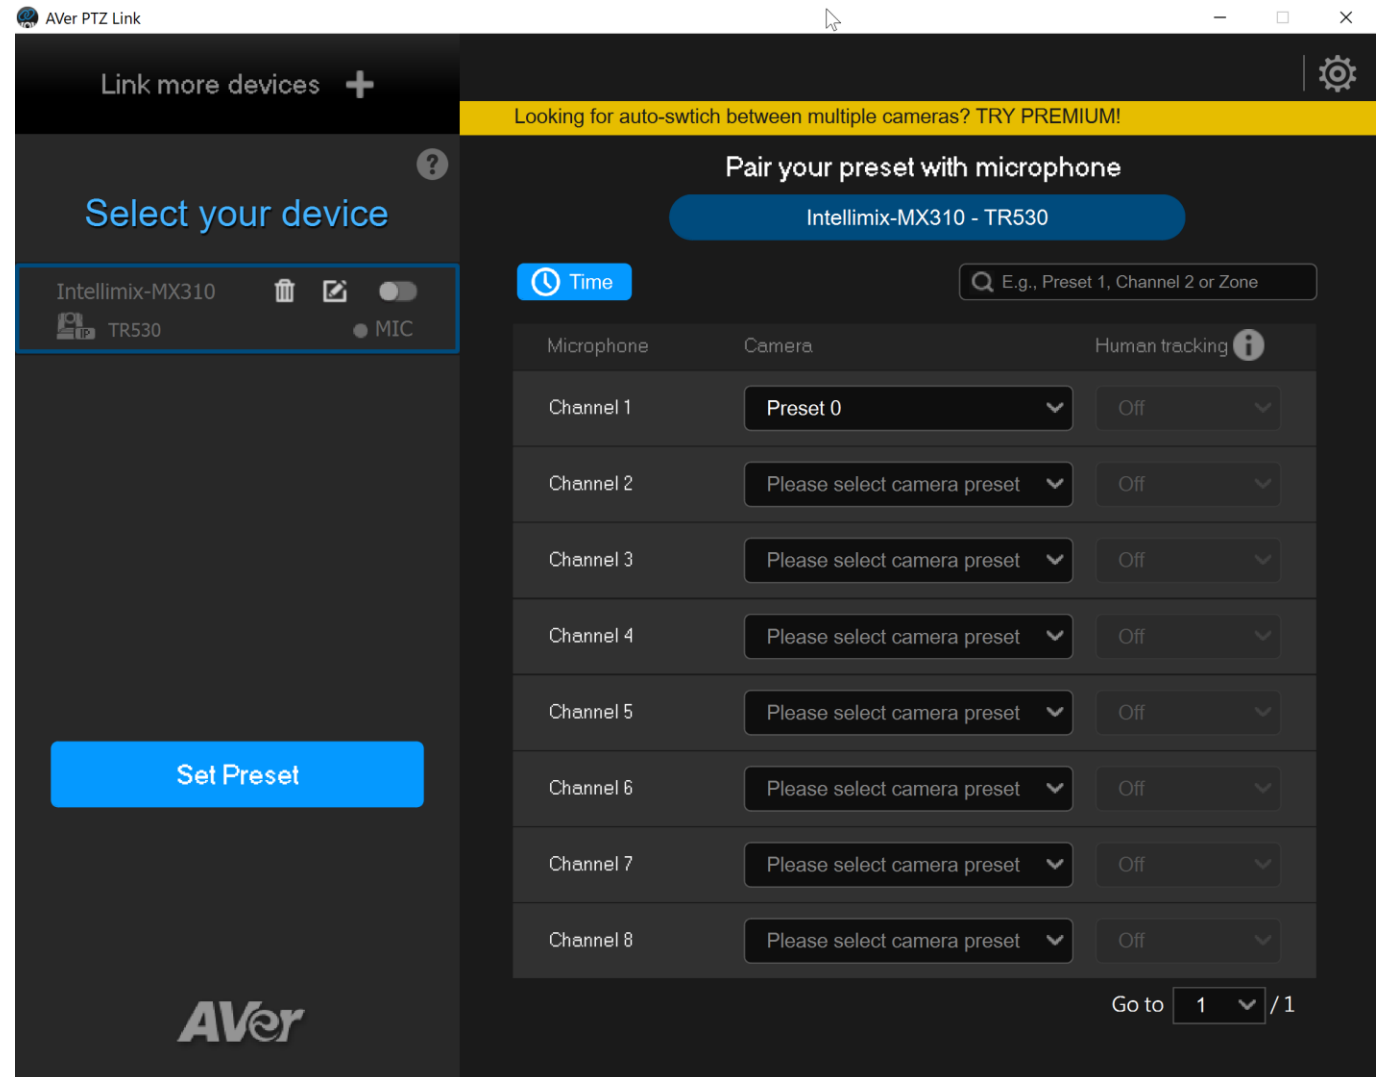 AVer PTZ Link
Link more devices +
Looking for auto-swtich between multiple cameras? TRY PREMIUM!
?
Select your device
Pair your preset with microphone
Intellimix-MX310 - TR530
Intellimix-MX310
IP TR530 MIC
Time
E.g., Preset 1, Channel 2 or Zone
Microphone Camera Human tracking i
Channel 1 Preset 0 Off
Channel 2 Please select camera preset Off
Channel 3 Please select camera preset Off
Channel 4 Please select camera preset Off
Channel 5 Please select camera preset Off
Channel 6 Please select camera preset Off
Channel 7 Please select camera preset Off
Channel 8 Please select camera preset Off
Set Preset
Go to 1 / 1
AVer